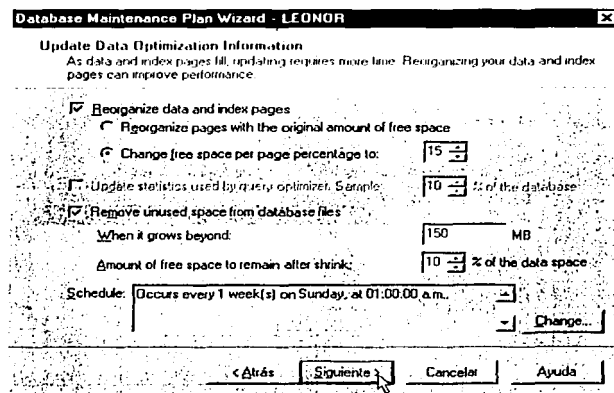 Database Maintenance Plan Wizard - LEONOR
Update Data Optimization Information
As data and index pages fill, updating requires more time. Reorganizing your data and index
pages can improve performance.
Reorganize data and index pages
Reorganize pages with the original amount of free space
Change free space per page percentage to: 15
Update statistics used by query optimizer. Sample: 10 % of the database
Remove unused space from database files
When it grows beyond: 150 MB
Amount of free space to remain after shrink: 10 % of the data space
Schedule: Occurs every 1 week(s) on Sunday, at 01:00:00 a.m..
Change...
< Atrás Siguiente > Cancelar Ayuda